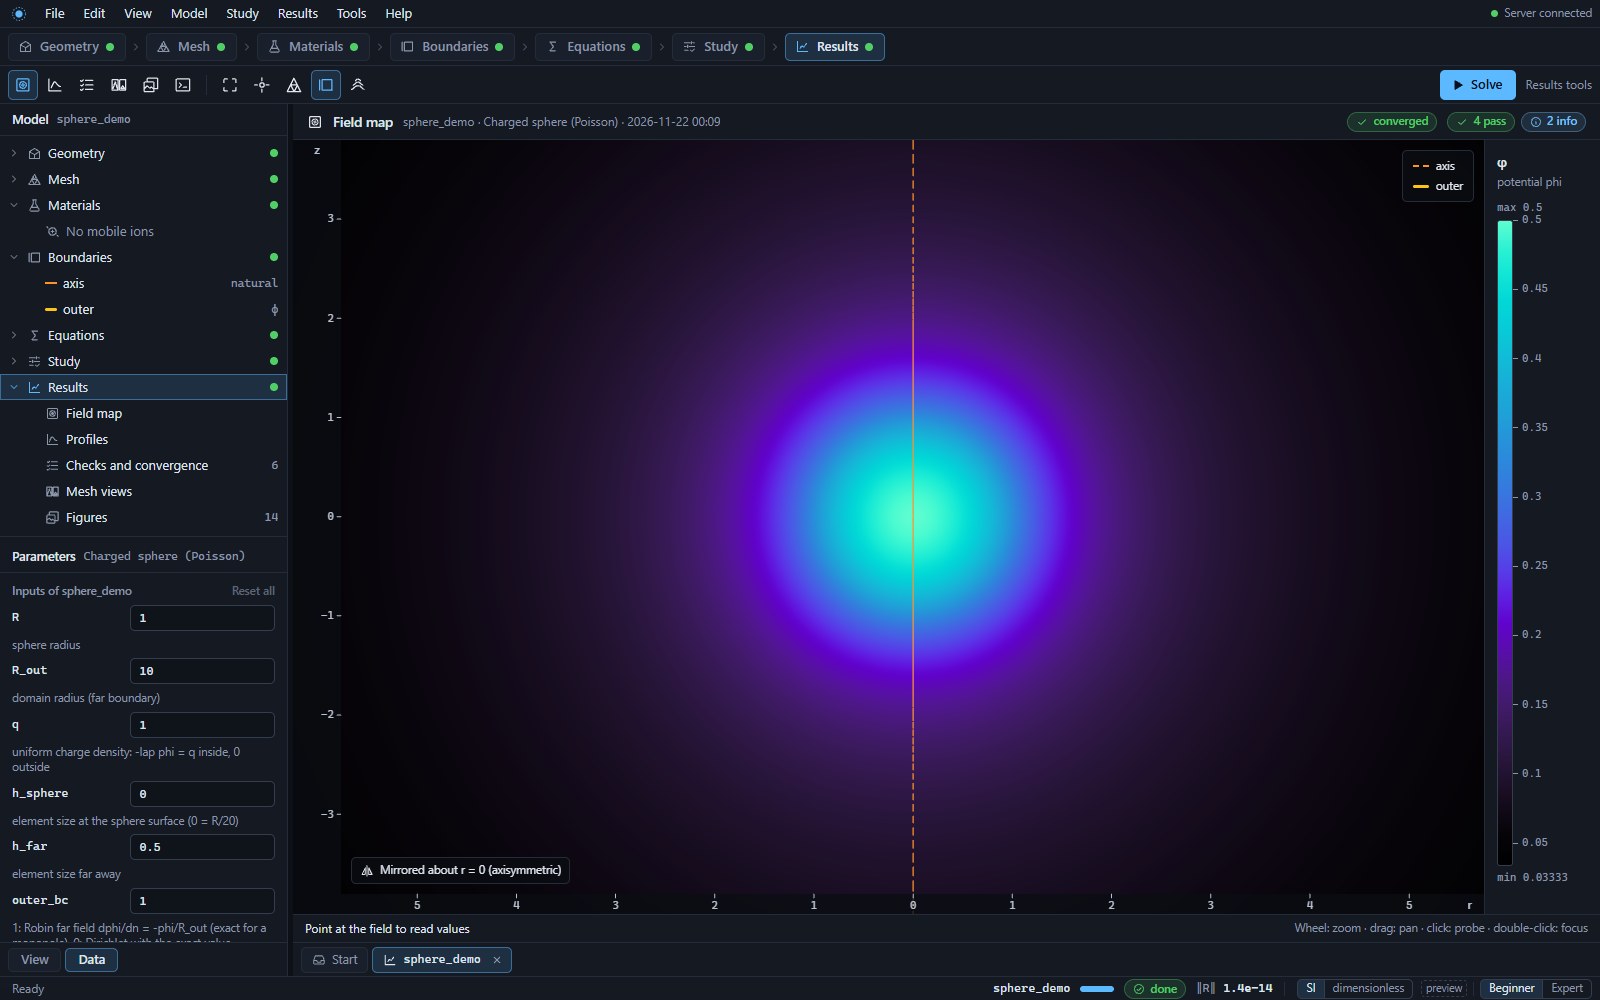 File Edit View Model Study Results Tools Help
Server connected
Geometry Mesh Materials Boundaries Equations Study Results
Solve Results tools
Model sphere_demo
Geometry
Mesh
Materials
No mobile ions
Boundaries
axis natural
outer ϕ
Equations
Study
Results
Field map
Profiles
Checks and convergence 6
Mesh views
Figures 14
Parameters Charged sphere (Poisson)
Inputs of sphere_demo Reset all
R 1
sphere radius
R_out 10
domain radius (far boundary)
q 1
uniform charge density: -lap phi = q inside, 0
outside
h_sphere 0
element size at the sphere surface (0 = R/20)
h_far 0.5
element size far away
outer_bc 1
1: Robin far field dphi/dn = -phi/R_out (exact for a
View Data
Field map sphere_demo · Charged sphere (Poisson) · 2026-11-22 00:09
converged 4 pass 2 info
z
3
2
1
0
−1
−2
−3
axis
outer
Mirrored about r = 0 (axisymmetric)
5 4 3 2 1 0 1 2 3 4 5 r
φ
potential phi
max 0.5
0.5
0.45
0.4
0.35
0.3
0.25
0.2
0.15
0.1
0.05
min 0.03333
Point at the field to read values
Wheel: zoom · drag: pan · click: probe · double-click: focus
Start sphere_demo ×
Ready
sphere_demo done ‖R‖ 1.4e−14 SI dimensionless preview Beginner Expert